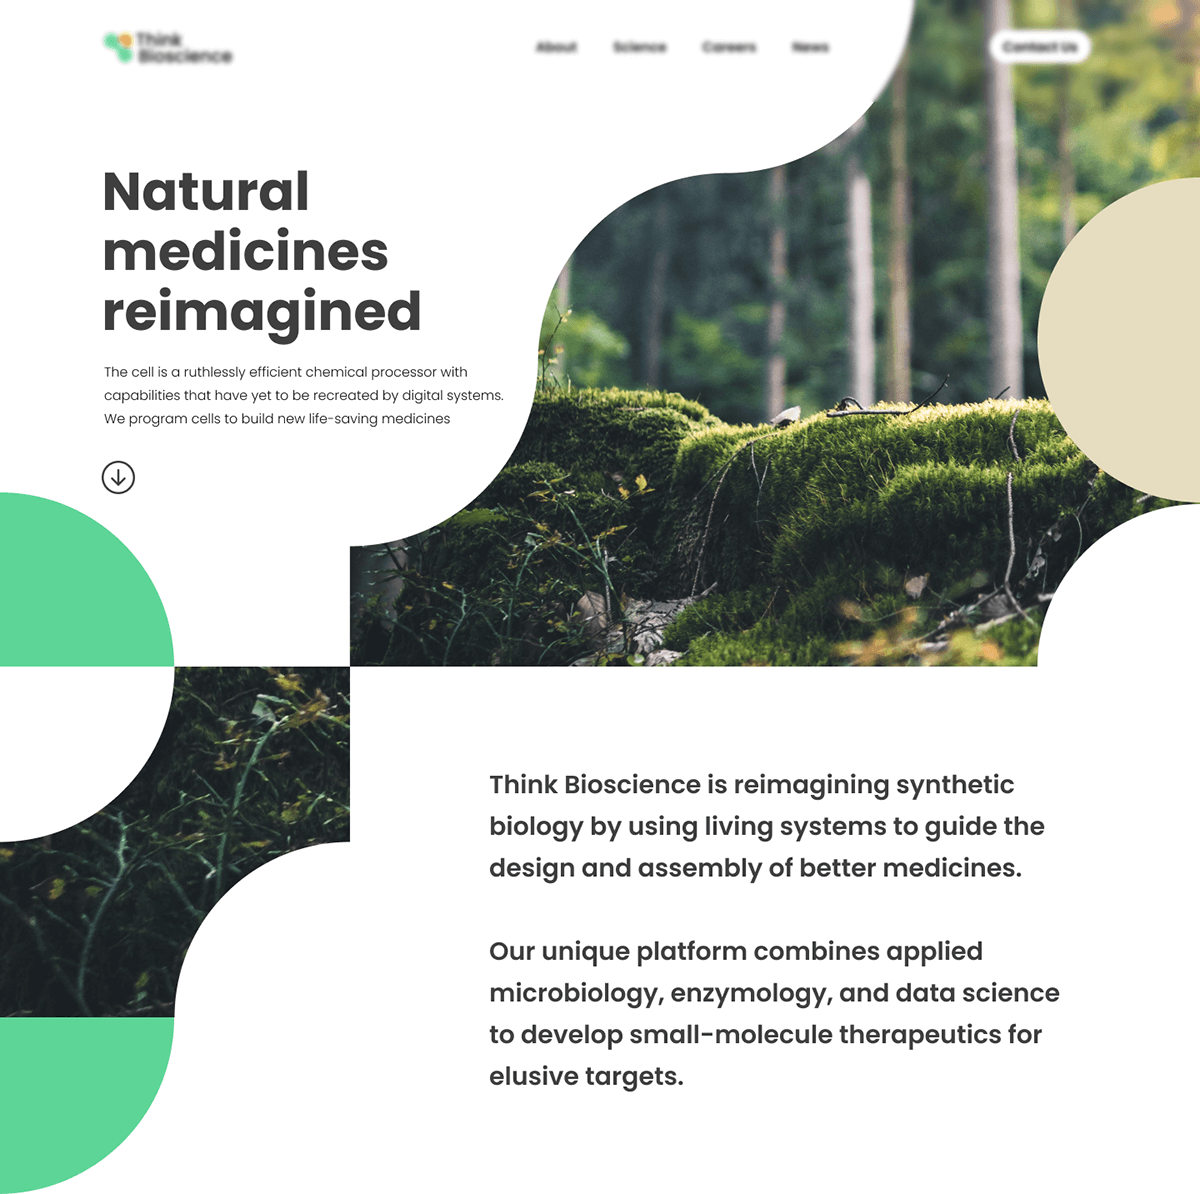 Think
Bioscience
About Science Careers News Contact Us
Natural
medicines
reimagined
The cell is a ruthlessly efficient chemical processor with
capabilities that have yet to be recreated by digital systems.
We program cells to build new life-saving medicines
Think Bioscience is reimagining synthetic
biology by using living systems to guide the
design and assembly of better medicines.
Our unique platform combines applied
microbiology, enzymology, and data science
to develop small-molecule therapeutics for
elusive targets.